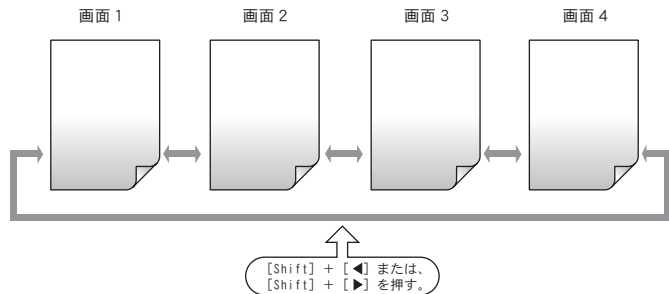 画面 1 画面 2 画面 3 画面 4
[Shift] + [◀] または、
[Shift] + [▶] を押す。